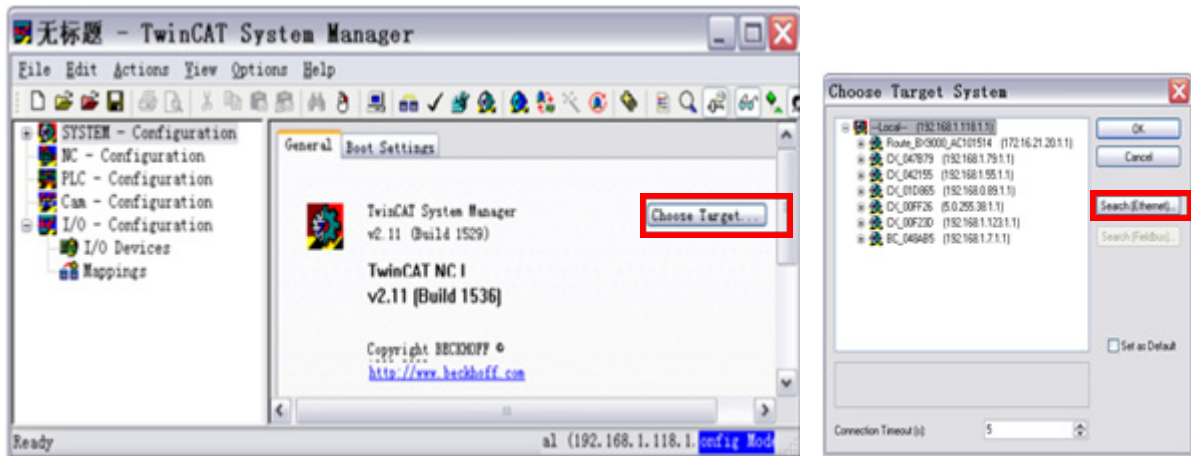 无标题 - TwinCAT System Manager
File Edit Actions View Options Help
SYSTEM - Configuration
NC - Configuration
PLC - Configuration
Cam - Configuration
I/O - Configuration
I/O Devices
Mappings
General Boot Settings
TwinCAT System Manager
v2.11 (Build 1529)
Choose Target...
TwinCAT NC I
v2.11 (Build 1536)
Copyright BECKHOFF ©
http://www.beckhoff.com
Ready
al (192.168.1.118.1. onfig Mod
Choose Target System
--Local-- (192.168.1.118.1.1)
Route_BX9000_AC101514 (172.16.21.20.1.1)
CX_047B79 (192.168.1.79.1.1)
CX_042155 (192.168.1.55.1.1)
CX_01D865 (192.168.0.89.1.1)
CX_00FF26 (5.0.255.38.1.1)
CX_00F23D (192.168.1.123.1.1)
BC_048AB5 (192.168.1.7.1.1)
OK
Cancel
Search (Ethernet)...
Search (Fieldbus)...
Set as Default
Connection Timeout (s): 5